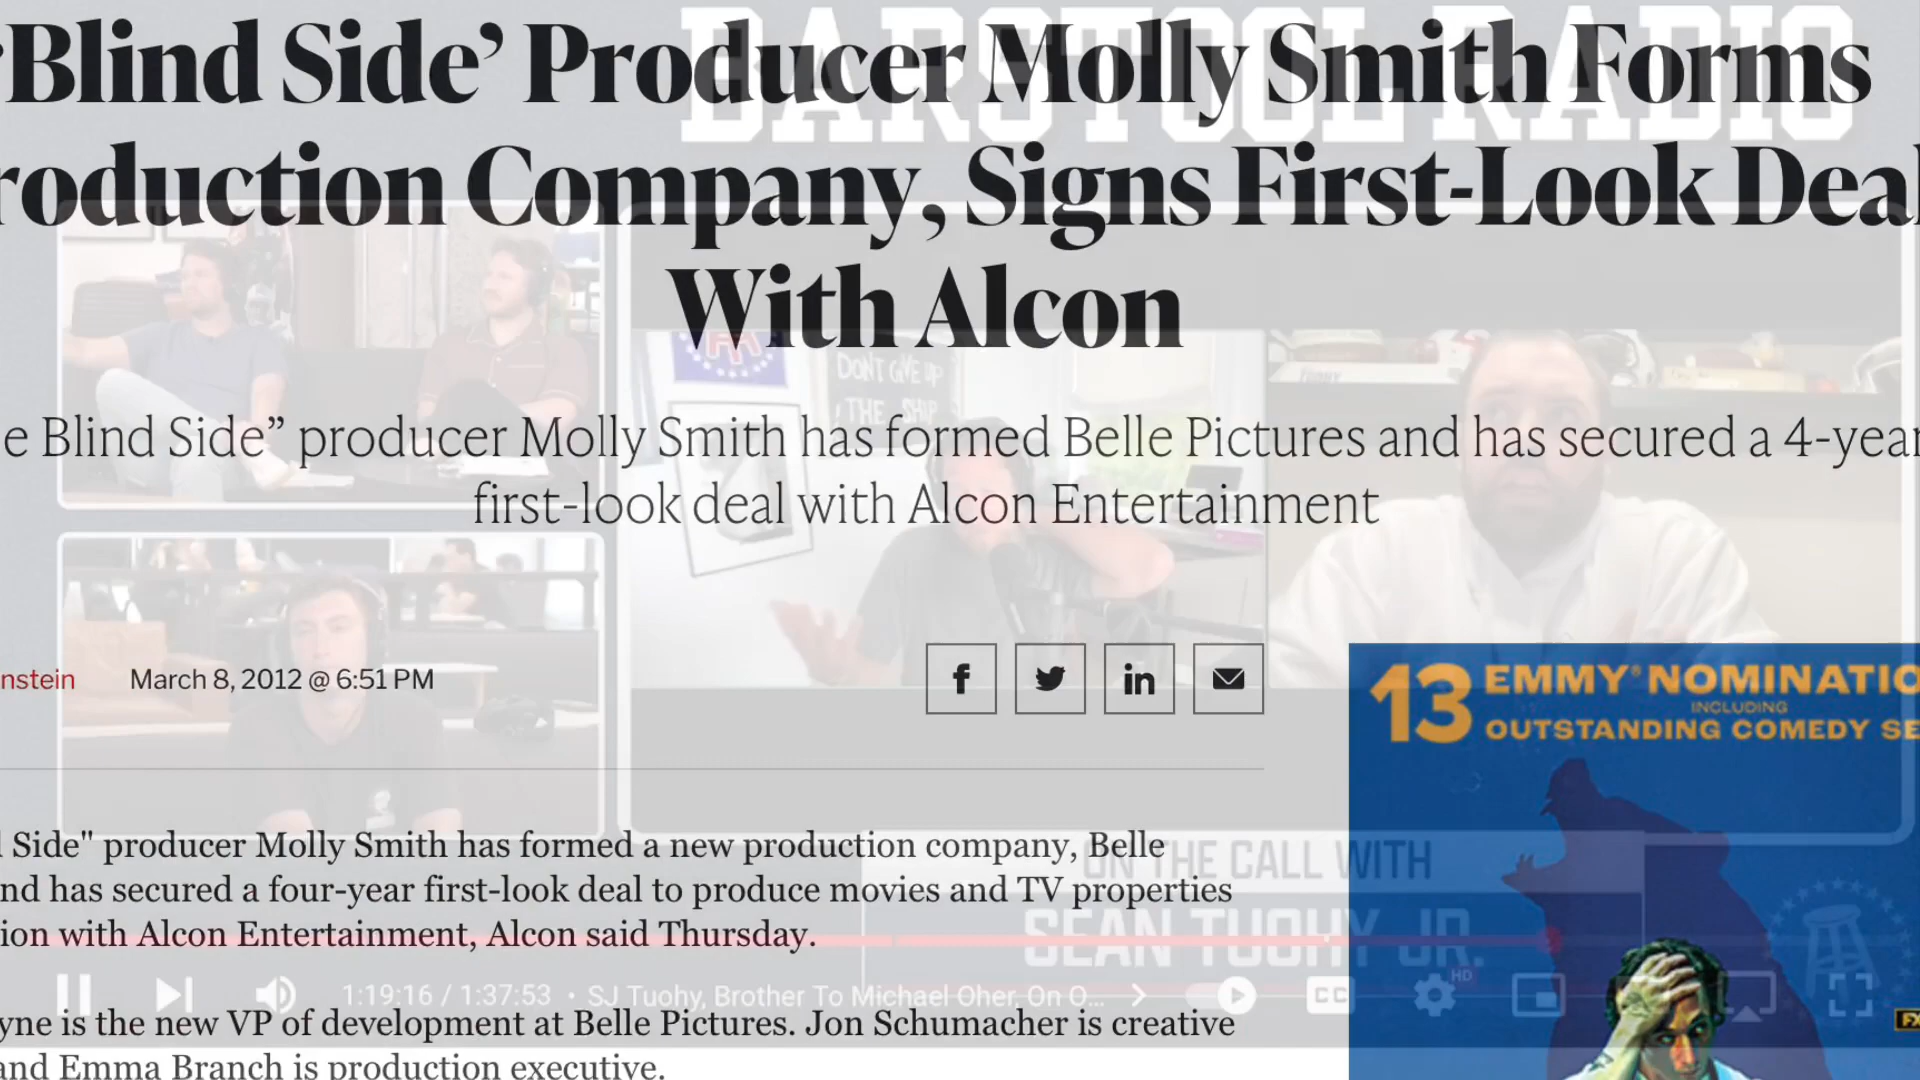 BARSTOOL RADIO
‘Blind Side’ Producer Molly Smith Forms
roduction Company, Signs First-Look Deal
With Alcon
DON'T GIVE UP
THE SHIP
e Blind Side” producer Molly Smith has formed Belle Pictures and has secured a 4-year
first-look deal with Alcon Entertainment
nstein
March 8, 2012 @ 6:51 PM
f
in
13 EMMY® NOMINATIO
INCLUDING
OUTSTANDING COMEDY SE
l Side" producer Molly Smith has formed a new production company, Belle
nd has secured a four-year first-look deal to produce movies and TV properties
ion with Alcon Entertainment, Alcon said Thursday.
ON THE CALL WITH
SEAN TUOHY JR.
1:19:16 / 1:37:53 • SJ Tuohy, Brother To Michael Oher, On O...
CC
HD
FX
yne is the new VP of development at Belle Pictures. Jon Schumacher is creative
and Emma Branch is production executive.